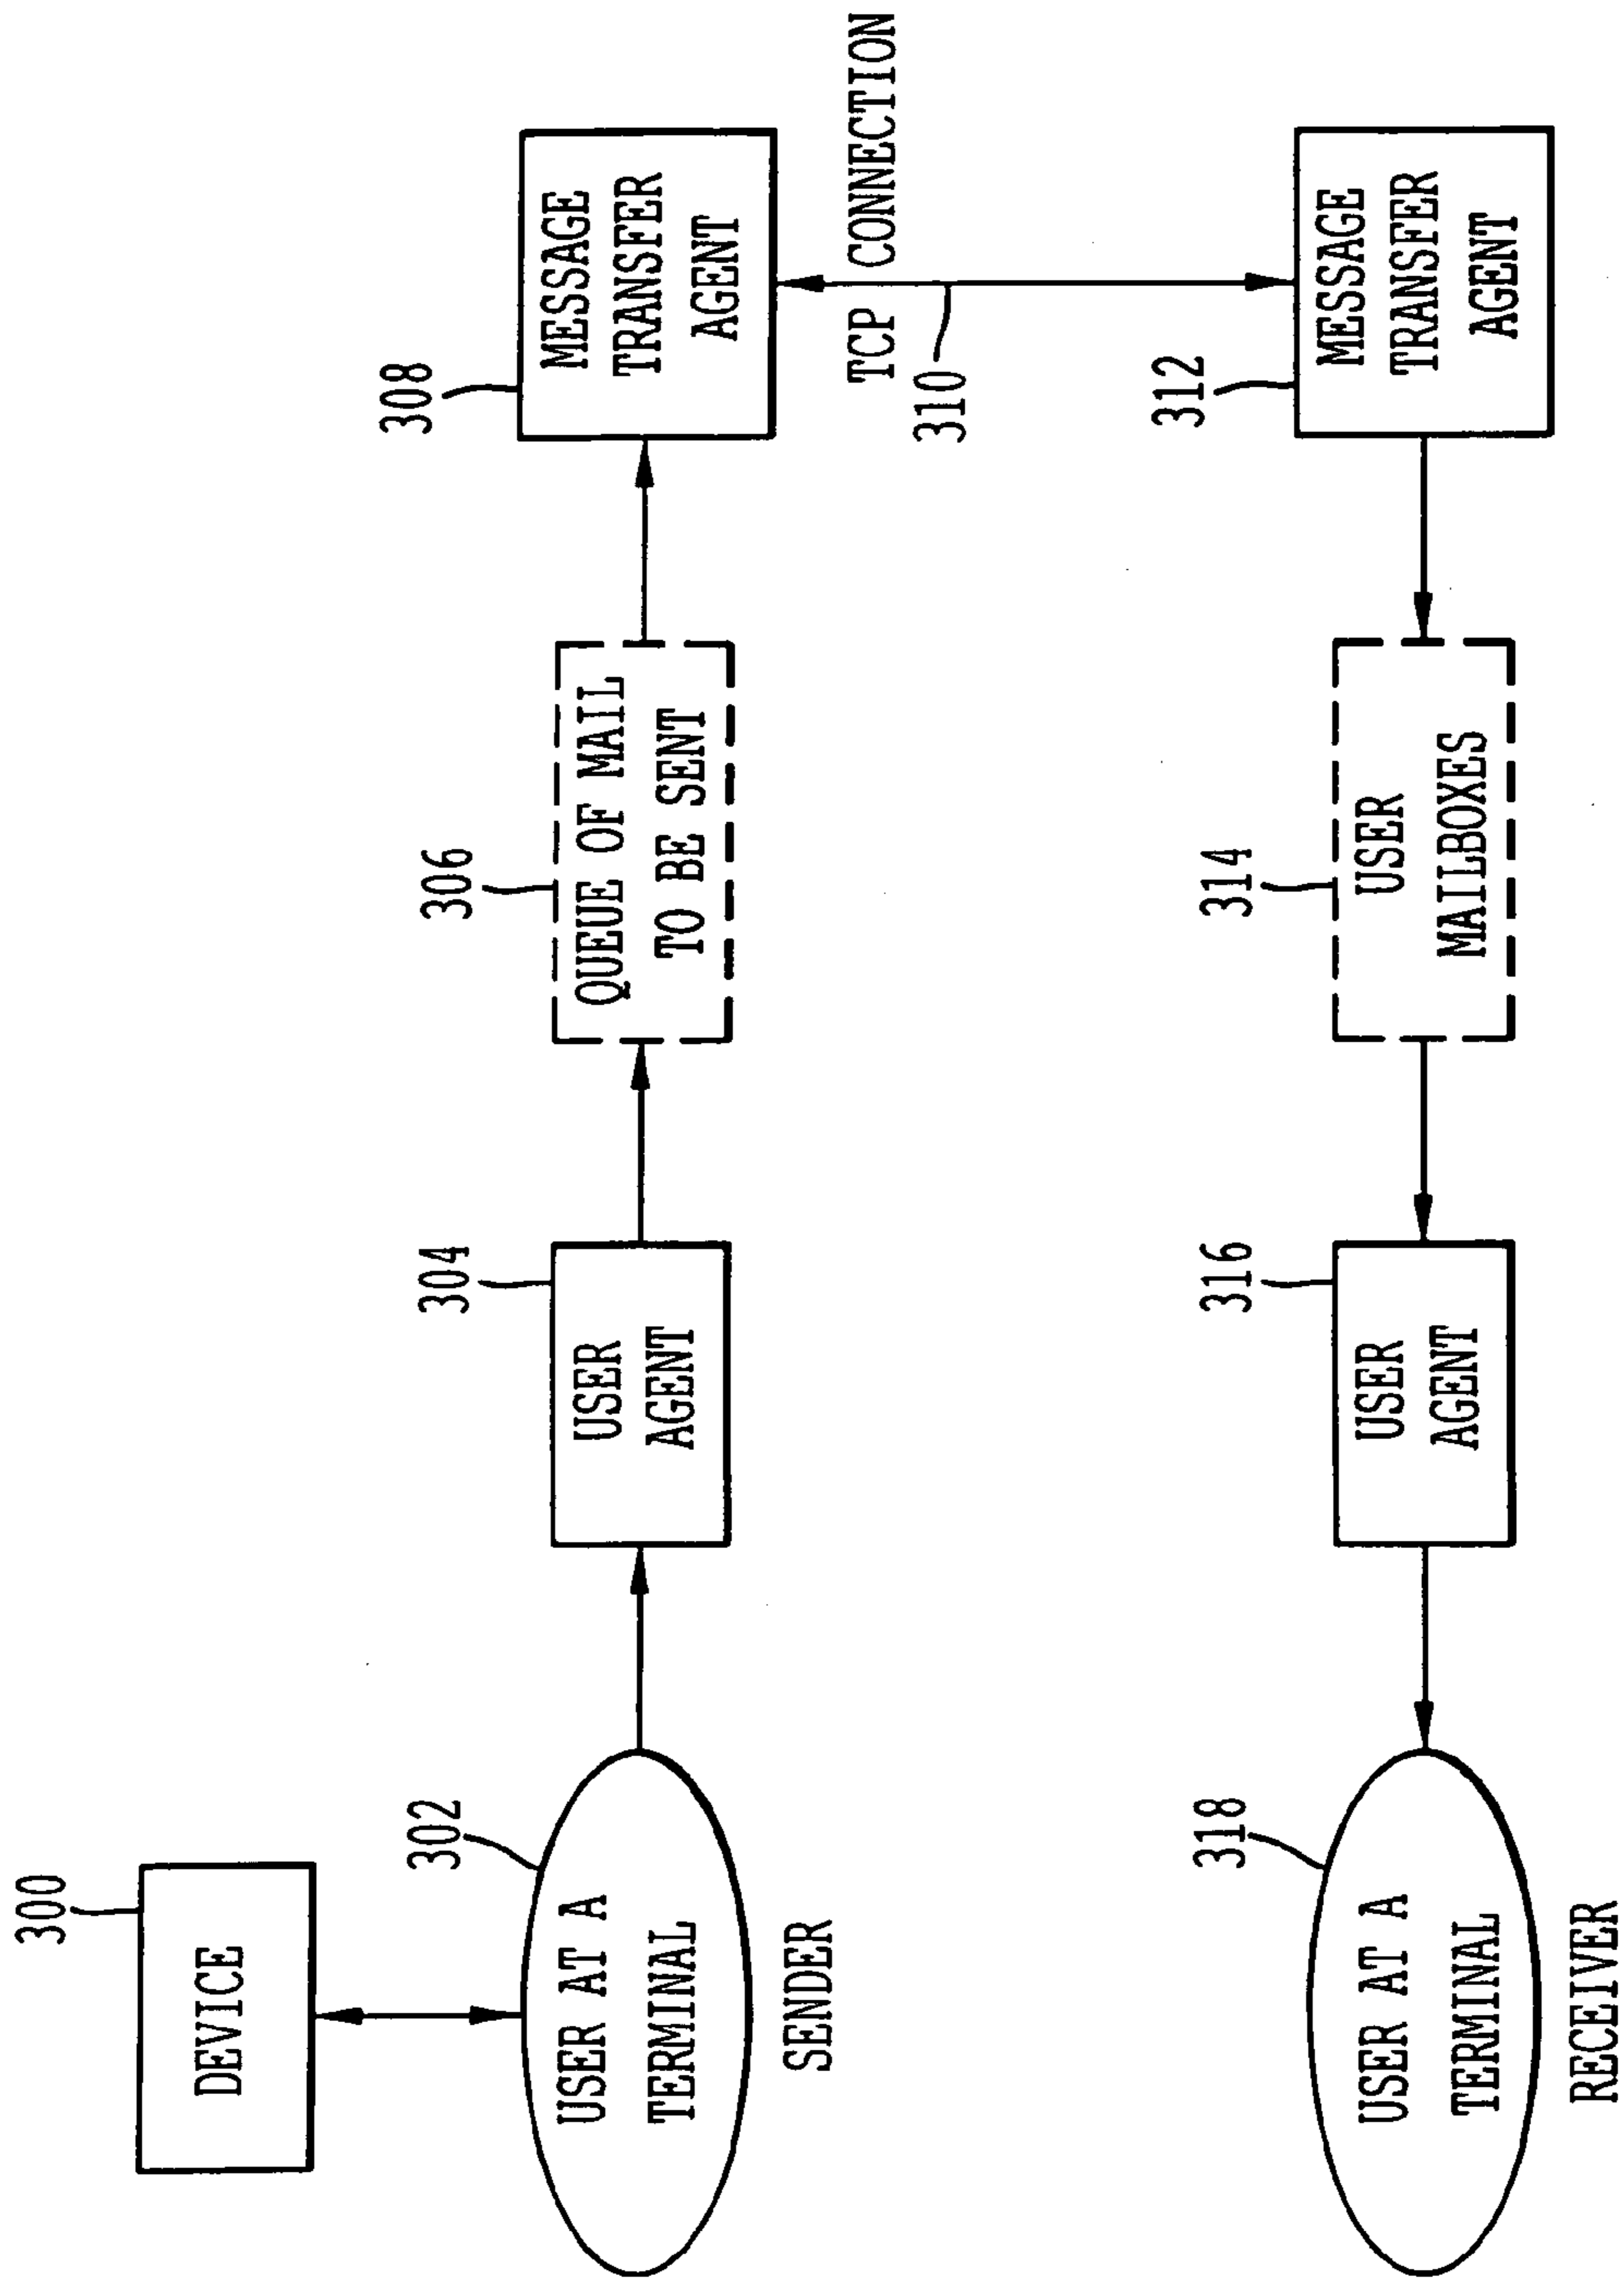 300
DEVICE
302
USER AT A
TERMINAL
SENDER
304
USER
AGENT
306
QUEUE OF MAIL
TO BE SENT
308
MESSAGE
TRANSFER
AGENT
TCP CONNECTION
310
312
MESSAGE
TRANSFER
AGENT
314
USER
MAILBOXES
316
USER
AGENT
318
USER AT A
TERMINAL
RECEIVER